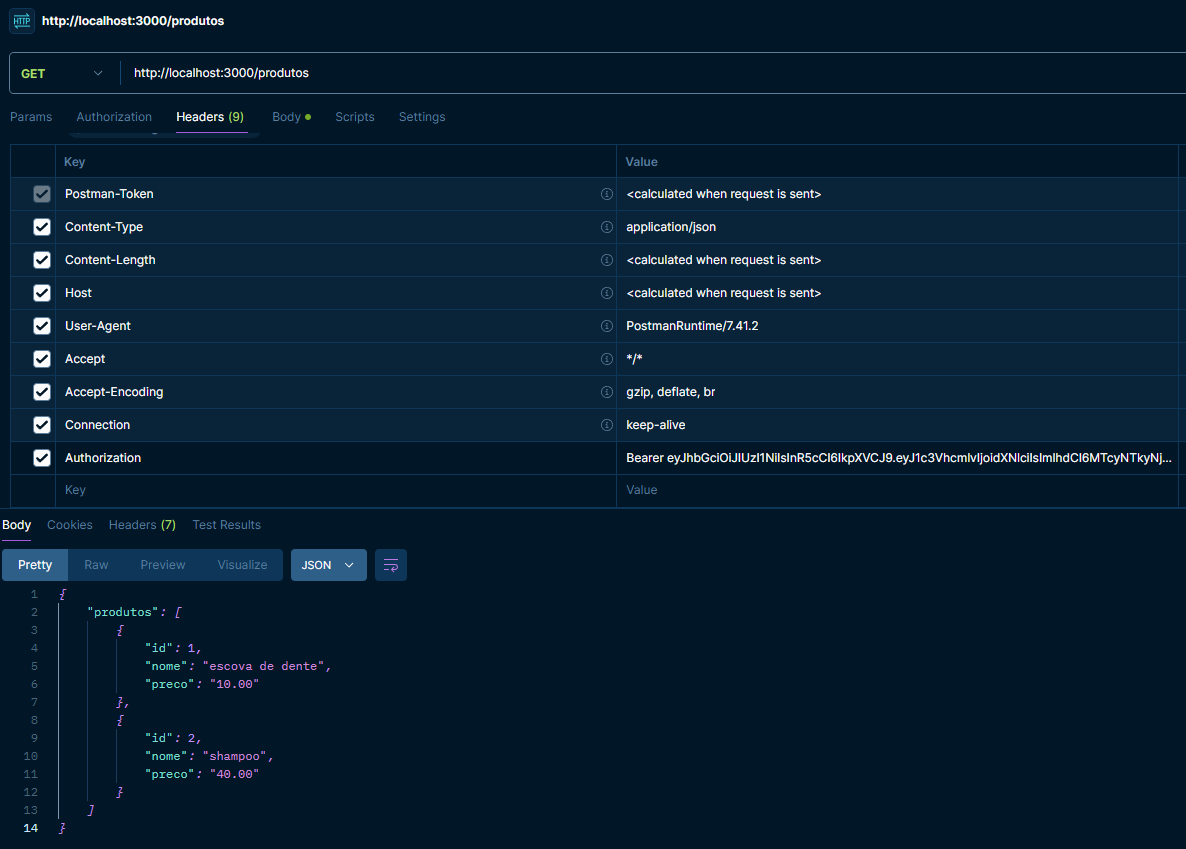 HTTP http://localhost:3000/produtos
GET http://localhost:3000/produtos
Params Authorization Headers (9) Body Scripts Settings
Key Value
Postman-Token <calculated when request is sent>
Content-Type application/json
Content-Length <calculated when request is sent>
Host <calculated when request is sent>
User-Agent PostmanRuntime/7.41.2
Accept */*
Accept-Encoding gzip, deflate, br
Connection keep-alive
Authorization Bearer eyJhbGciOiJIUzI1NiIsInR5cCI6IkpXVCJ9.eyJ1c3VhcmlvIjoidXNlciIsImlhdCI6MTcyNTkyNj...
Key Value
Body Cookies Headers (7) Test Results
Pretty Raw Preview Visualize JSON
1 {
2 "produtos": [
3 {
4 "id": 1,
5 "nome": "escova de dente",
6 "preco": "10.00"
7 },
8 {
9 "id": 2,
10 "nome": "shampoo",
11 "preco": "40.00"
12 }
13 ]
14 }